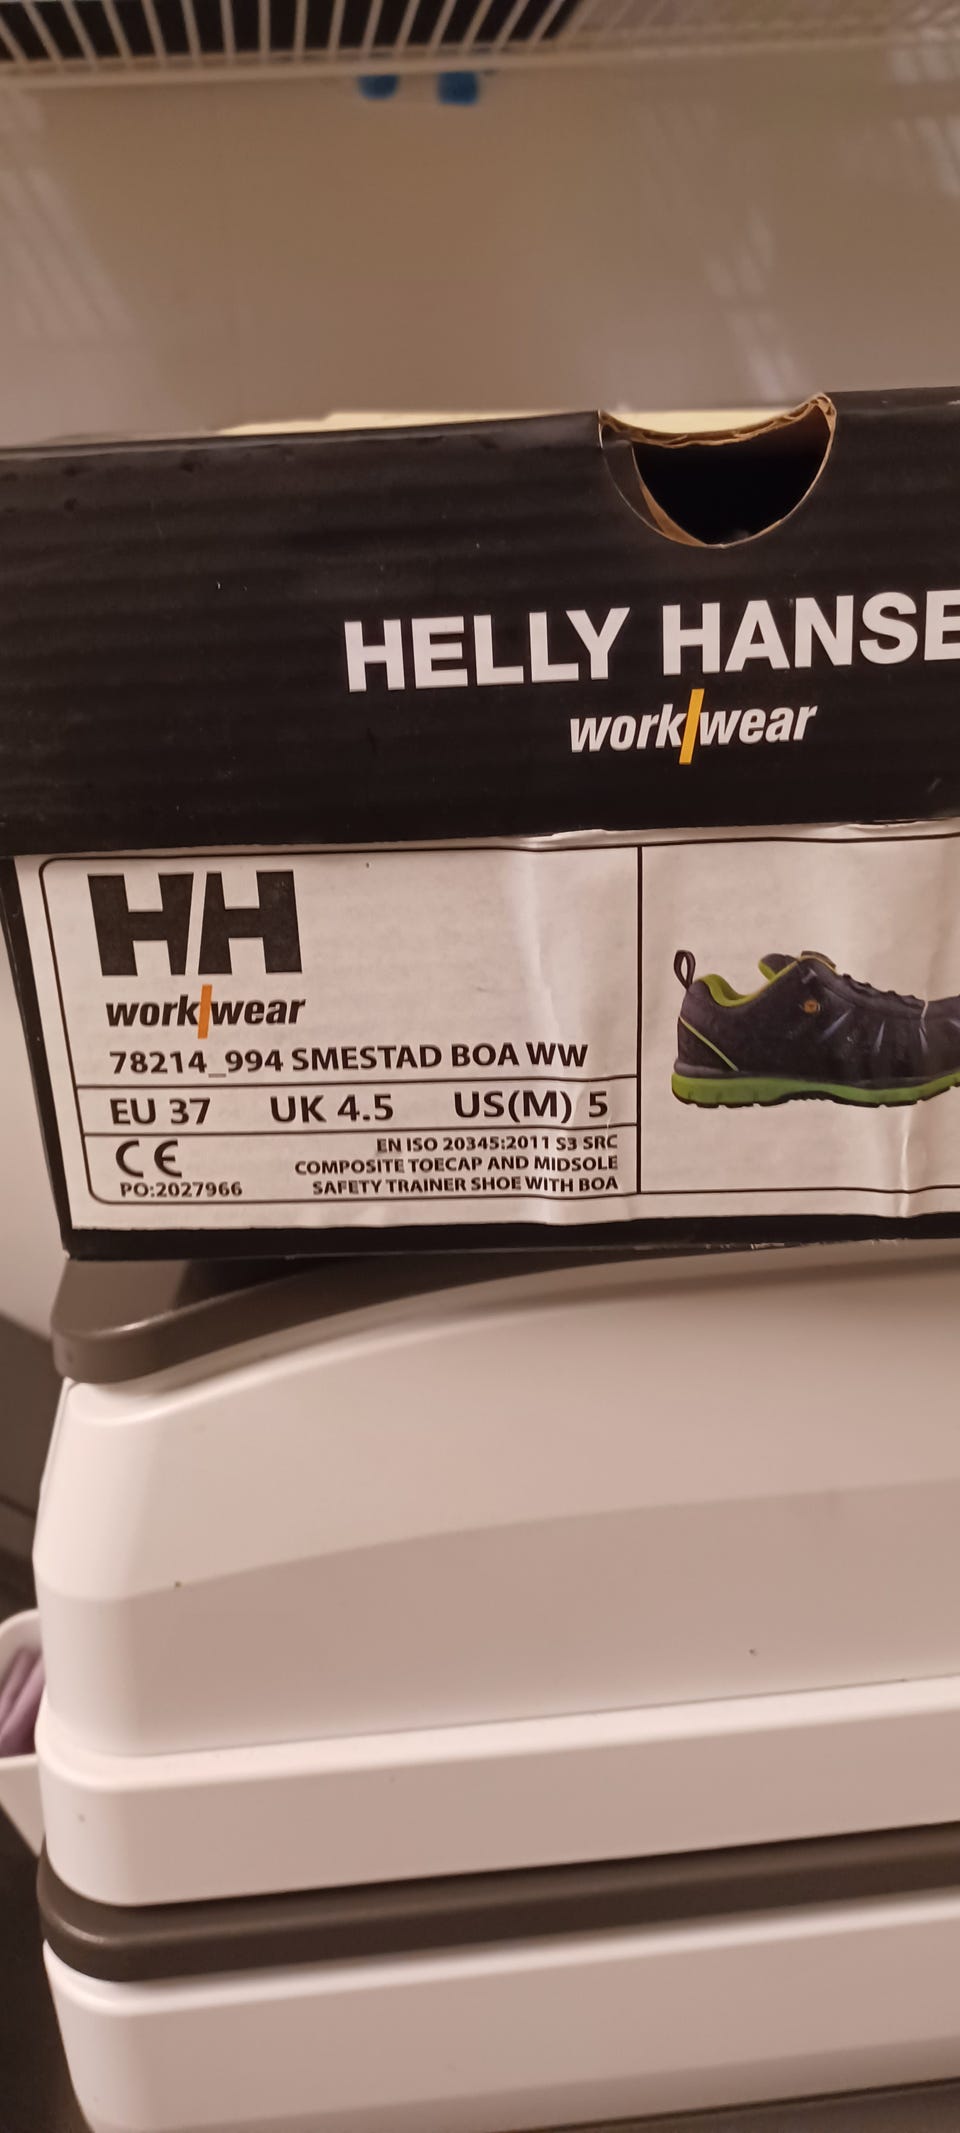 HELLY HANSE
work/wear
HH
work/wear
78214_994 SMESTAD BOA WW
EU 37 UK 4.5 US(M) 5
CE
EN ISO 20345:2011 S3 SRC
COMPOSITE TOECAP AND MIDSOLE
PO:2027966 SAFETY TRAINER SHOE WITH BOA